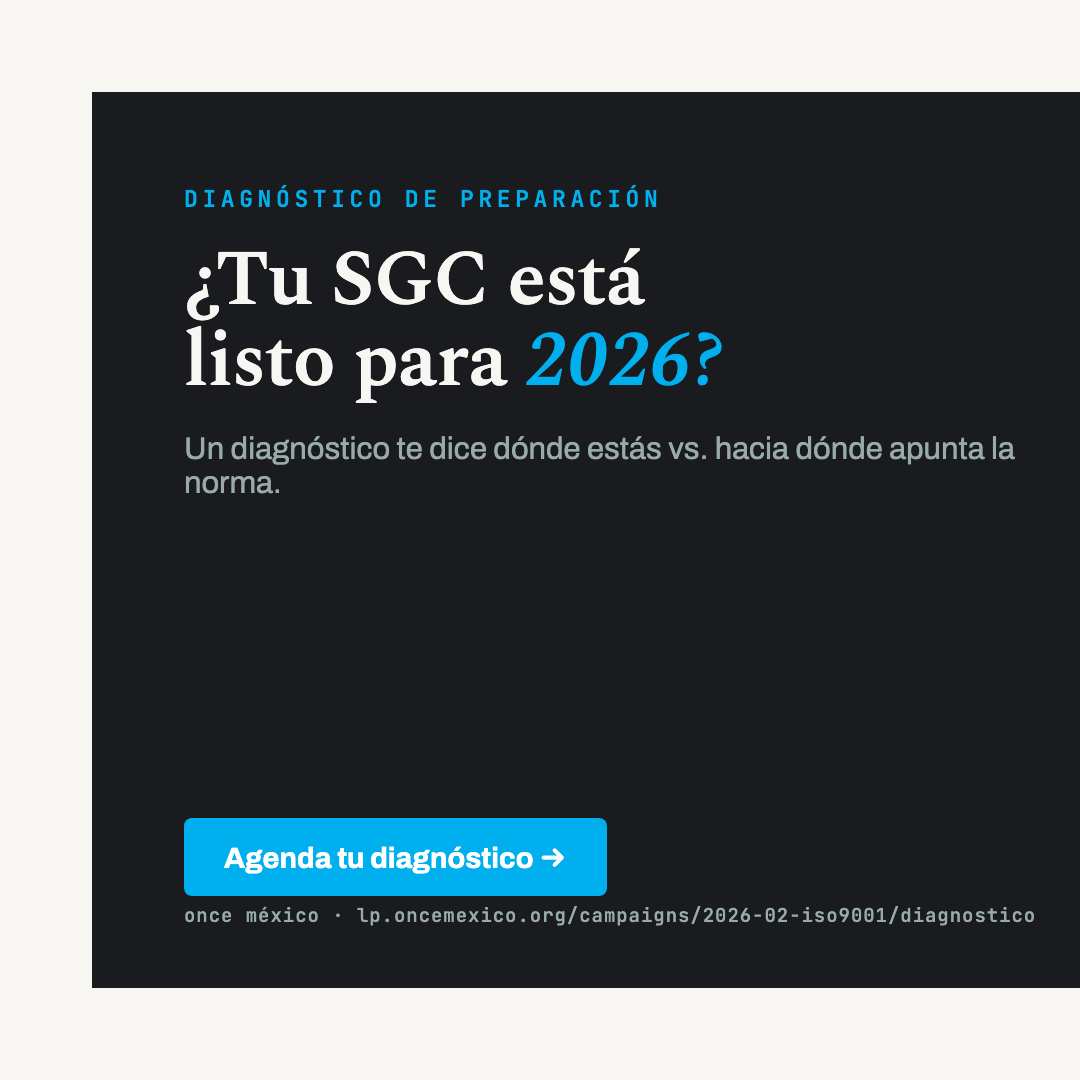 DIAGNÓSTICO DE PREPARACIÓN
¿Tu SGC está
listo para 2026?
Un diagnóstico te dice dónde estás vs. hacia dónde apunta la
norma.
Agenda tu diagnóstico →
once méxico · lp.oncemexico.org/campaigns/2026-02-iso9001/diagnostico